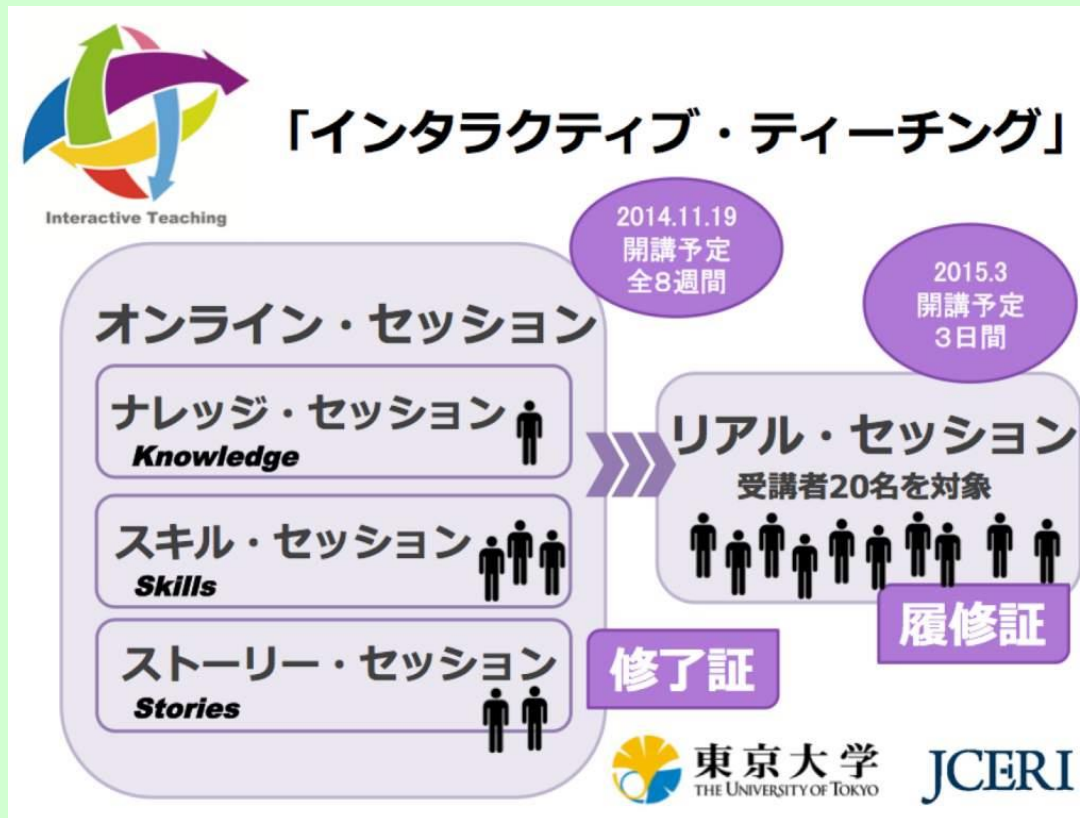 「インタラクティブ・ティーチング」
Interactive Teaching
2014.11.19
開講予定
全8週間
2015.3
開講予定
3日間
オンライン・セッション
ナレッジ・セッション
Knowledge
スキル・セッション
Skills
ストーリー・セッション
Stories
修了証
リアル・セッション
受講者20名を対象
履修証
東京大学
THE UNIVERSITY OF TOKYO
JCERI